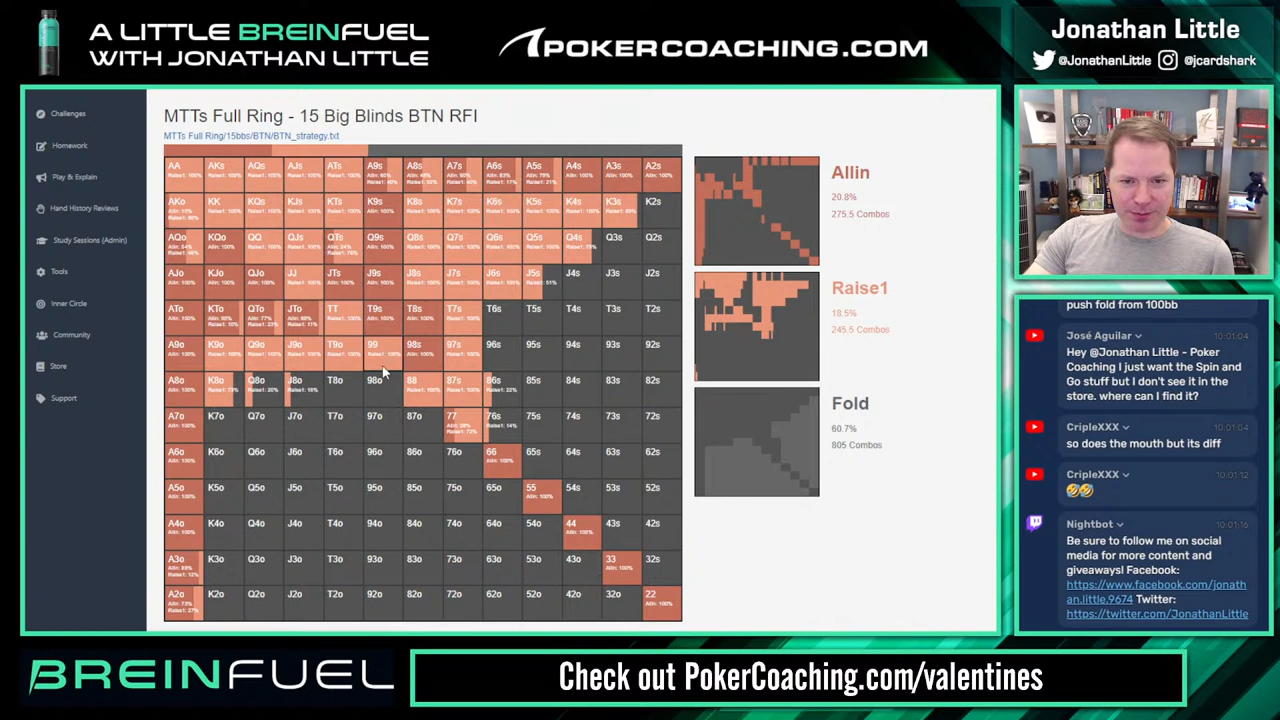 A LITTLE BREINFUEL
WITH JONATHAN LITTLE
POKERCOACHING.COM
Jonathan Little
@JonathanLittle @jcardshark
Challenges
Homework
Play & Explain
Hand History Reviews
Study Sessions (Admin)
Tools
Inner Circle
Community
Store
Support
MTTs Full Ring - 15 Big Blinds BTN RFI
MTTs Full Ring/15bbs/BTN/BTN_strategy.txt
AA AKs AQs AJs ATs A9s A8s A7s A6s A5s A4s A3s A2s
AKo KK KQs KJs KTs K9s K8s K7s K6s K5s K4s K3s K2s
AQo KQo QQ QJs QTs Q9s Q8s Q7s Q6s Q5s Q4s Q3s Q2s
AJo KJo QJo JJ JTs J9s J8s J7s J6s J5s J4s J3s J2s
ATo KTo QTo JTo TT T9s T8s T7s T6s T5s T4s T3s T2s
A9o K9o Q9o J9o T9o 99 98s 97s 96s 95s 94s 93s 92s
A8o K8o Q8o J8o T8o 98o 88 87s 86s 85s 84s 83s 82s
A7o K7o Q7o J7o T7o 97o 87o 77 76s 75s 74s 73s 72s
A6o K6o Q6o J6o T6o 96o 86o 76o 66 65s 64s 63s 62s
A5o K5o Q5o J5o T5o 95o 85o 75o 65o 55 54s 53s 52s
A4o K4o Q4o J4o T4o 94o 84o 74o 64o 54o 44 43s 42s
A3o K3o Q3o J3o T3o 93o 83o 73o 63o 53o 43o 33 32s
A2o K2o Q2o J2o T2o 92o 82o 72o 62o 52o 42o 32o 22
Allin
20.8%
275.5 Combos
Raise1
18.5%
245.5 Combos
Fold
60.7%
805 Combos
push fold from 100bb
José Aguilar 10:01:04
Hey @Jonathan Little - Poker
Coaching I just want the Spin and
Go stuff but I don't see it in the
store. where can I find it?
CripleXXX 10:01:04
so does the mouth but its diff
CripleXXX 10:01:12
🤣🤣
Nightbot 10:01:16
Be sure to follow me on social
media for more content and
giveaways! Facebook:
https://www.facebook.com/jonath
an.little.9674 Twitter:
https://twitter.com/JonathanLittle
BREINFUEL
Check out PokerCoaching.com/valentines